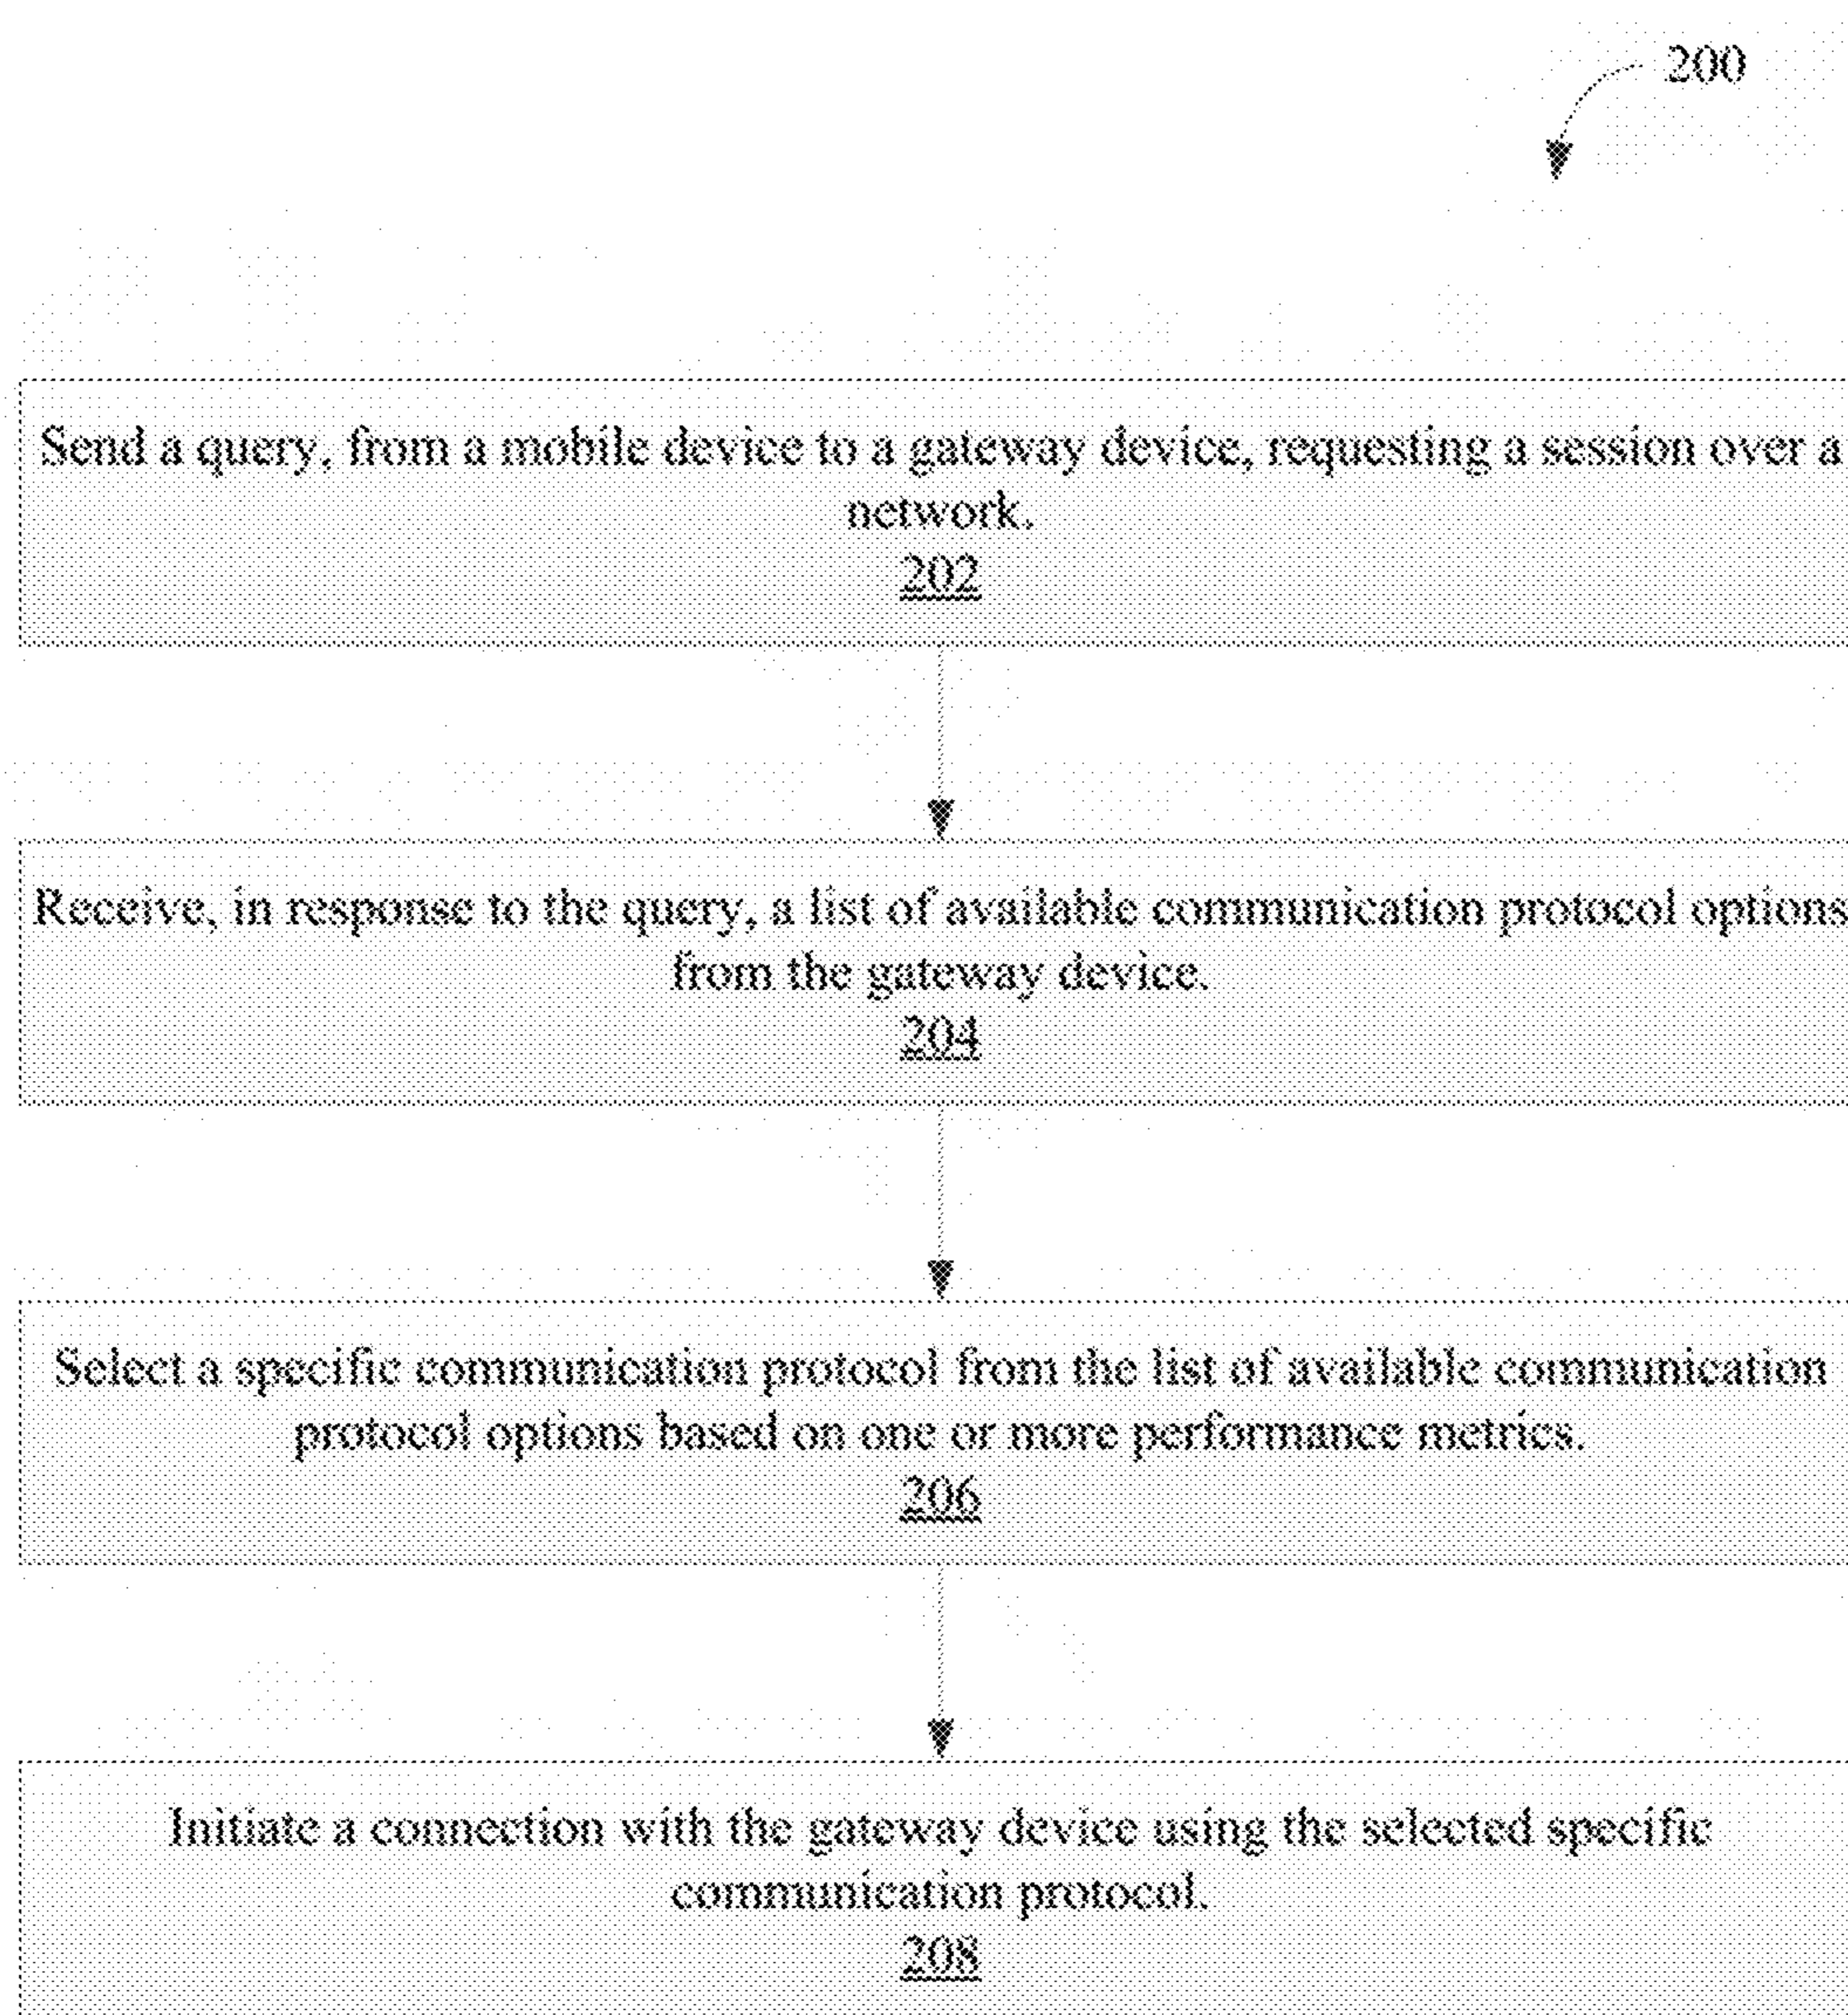 200
Send a query, from a mobile device to a gateway device, requesting a session over a
network.
202
Receive, in response to the query, a list of available communication protocol options
from the gateway device.
204
Select a specific communication protocol from the list of available communication
protocol options based on one or more performance metrics.
206
Initiate a connection with the gateway device using the selected specific
communication protocol.
208